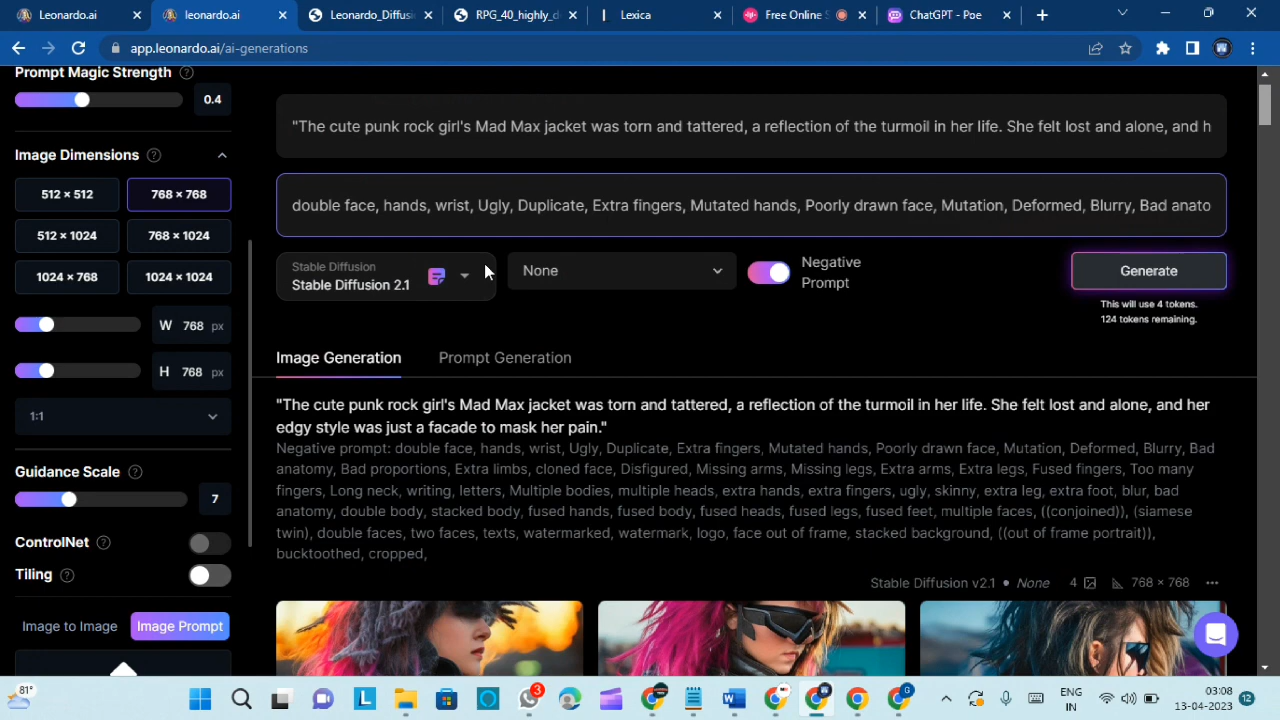 leonardo.ai
leonardo.ai
Leonardo_Diffusi
RPG_40_highly_d
Lexica
Free Online S
ChatGPT - Poe
app.leonardo.ai/ai-generations
Prompt Magic Strength
0.4
"The cute punk rock girl's Mad Max jacket was torn and tattered, a reflection of the turmoil in her life. She felt lost and alone, and h
Image Dimensions
512 × 512
768 × 768
512 × 1024
768 × 1024
1024 × 768
1024 × 1024
double face, hands, wrist, Ugly, Duplicate, Extra fingers, Mutated hands, Poorly drawn face, Mutation, Deformed, Blurry, Bad anato
Stable Diffusion
Stable Diffusion 2.1
None
Negative
Prompt
Generate
This will use 4 tokens.
124 tokens remaining.
W 768 px
H 768 px
1:1
Guidance Scale
7
ControlNet
Tiling
Image to Image
Image Prompt
Image Generation
Prompt Generation
"The cute punk rock girl's Mad Max jacket was torn and tattered, a reflection of the turmoil in her life. She felt lost and alone, and her
edgy style was just a facade to mask her pain."
Negative prompt: double face, hands, wrist, Ugly, Duplicate, Extra fingers, Mutated hands, Poorly drawn face, Mutation, Deformed, Blurry, Bad
anatomy, Bad proportions, Extra limbs, cloned face, Disfigured, Missing arms, Missing legs, Extra arms, Extra legs, Fused fingers, Too many
fingers, Long neck, writing, letters, Multiple bodies, multiple heads, extra hands, extra fingers, ugly, skinny, extra leg, extra foot, blur, bad
anatomy, double body, stacked body, fused hands, fused body, fused heads, fused legs, fused feet, multiple faces, ((conjoined)), (siamese
twin), double faces, two faces, texts, watermarked, watermark, logo, face out of frame, stacked background, ((out of frame portrait)),
bucktoothed, cropped,
Stable Diffusion v2.1 • None 4 768 × 768
81°
3
ENG
IN
03:08
13-04-2023
12